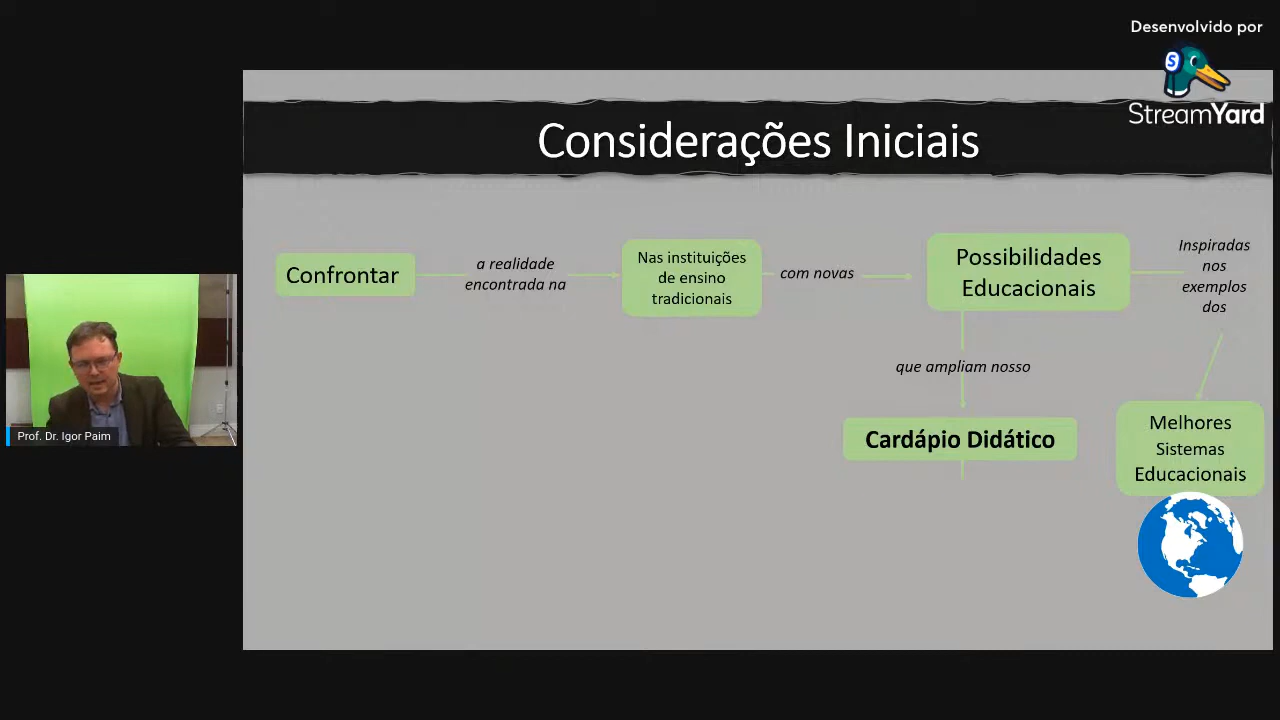 Desenvolvido por
S
StreamYard
Considerações Iniciais
Confrontar
a realidade
encontrada na
Nas instituições
de ensino
tradicionais
com novas
Possibilidades
Educacionais
Inspiradas
nos
exemplos
dos
que ampliam nosso
Cardápio Didático
Melhores
Sistemas
Educacionais
Prof. Dr. Igor Paim